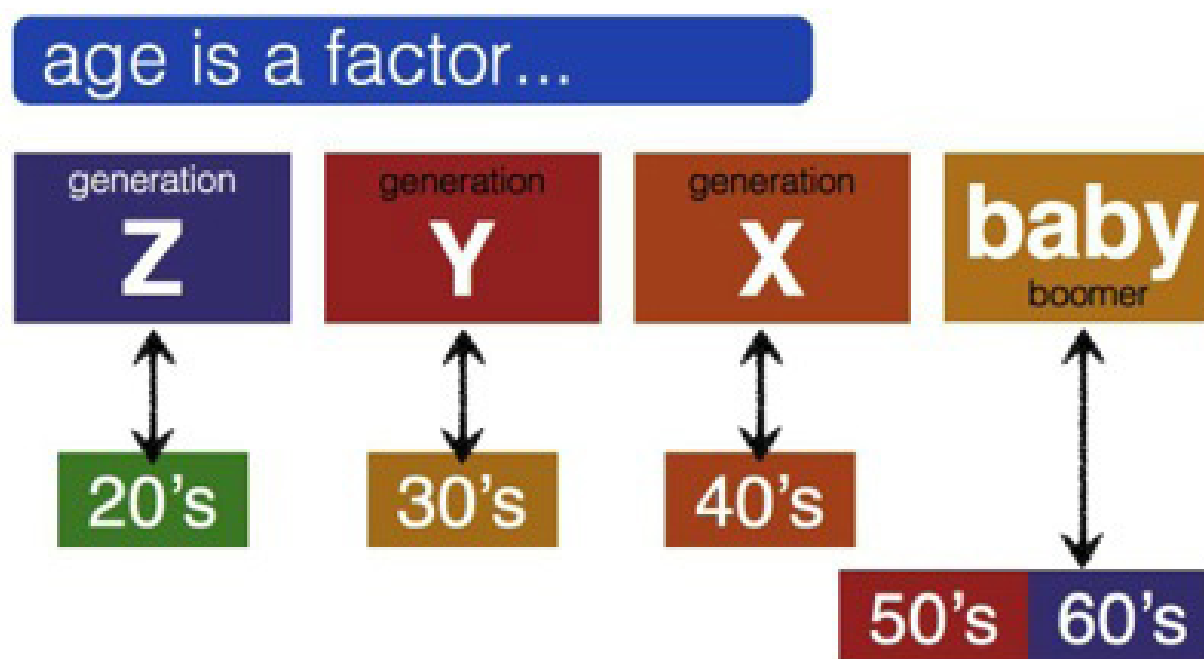 age is a factor...
generation
Z
generation
Y
generation
X
baby
boomer
20's
30's
40's
50's 60's